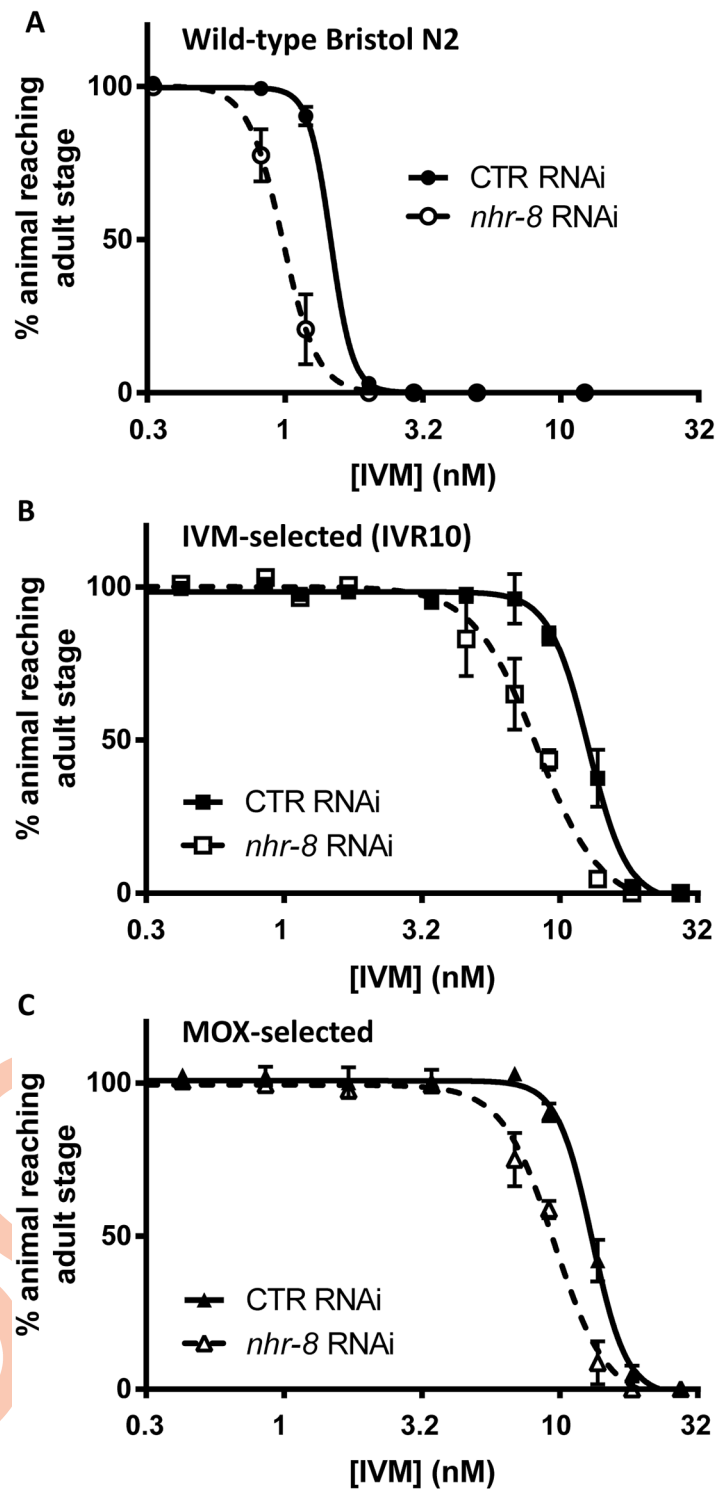 A
Wild-type Bristol N2
% animal reaching
adult stage
100
50
0
CTR RNAi
nhr-8 RNAi
0.3 1 3.2 10 32
[IVM] (nM)
B
IVM-selected (IVR10)
% animal reaching
adult stage
100
50
0
CTR RNAi
nhr-8 RNAi
0.3 1 3.2 10 32
[IVM] (nM)
C
MOX-selected
% animal reaching
adult stage
100
50
0
CTR RNAi
nhr-8 RNAi
0.3 1 3.2 10 32
[IVM] (nM)